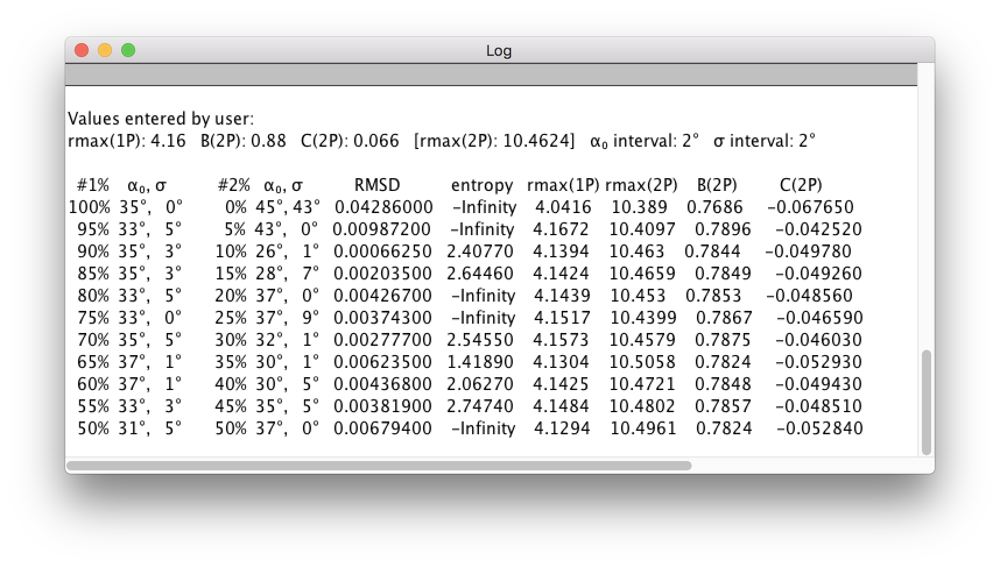 Log
Values entered by user:
rmax(1P): 4.16 B(2P): 0.88 C(2P): 0.066 [rmax(2P): 10.4624] α₀ interval: 2° σ interval: 2°
#1% α₀, σ #2% α₀, σ RMSD entropy rmax(1P) rmax(2P) B(2P) C(2P)
100% 35°, 0° 0% 45°, 43° 0.04286000 −Infinity 4.0416 10.389 0.7686 −0.067650
95% 33°, 5° 5% 43°, 0° 0.00987200 −Infinity 4.1672 10.4097 0.7896 −0.042520
90% 35°, 3° 10% 26°, 1° 0.00066250 2.40770 4.1394 10.463 0.7844 −0.049780
85% 35°, 3° 15% 28°, 7° 0.00203500 2.64460 4.1424 10.4659 0.7849 −0.049260
80% 33°, 5° 20% 37°, 0° 0.00426700 −Infinity 4.1439 10.453 0.7853 −0.048560
75% 33°, 0° 25% 37°, 9° 0.00374300 −Infinity 4.1517 10.4399 0.7867 −0.046590
70% 35°, 5° 30% 32°, 1° 0.00277700 2.54550 4.1573 10.4579 0.7875 −0.046030
65% 37°, 1° 35% 30°, 1° 0.00623500 1.41890 4.1304 10.5058 0.7824 −0.052930
60% 37°, 1° 40% 30°, 5° 0.00436800 2.06270 4.1425 10.4721 0.7848 −0.049430
55% 33°, 3° 45% 35°, 5° 0.00381900 2.74740 4.1484 10.4802 0.7857 −0.048510
50% 31°, 5° 50% 37°, 0° 0.00679400 −Infinity 4.1294 10.4961 0.7824 −0.052840